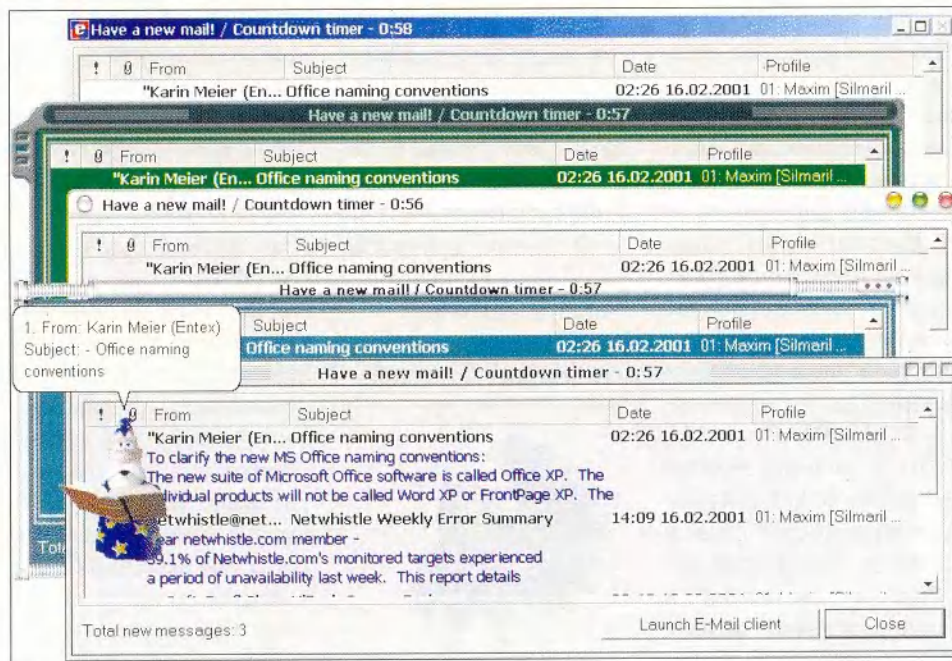 Have a new mail! / Countdown timer - 0:58
! From Subject Date Profile
"Karin Meier (En... Office naming conventions 02:26 16.02.2001 01: Maxim [Silmaril ...
Have a new mail! / Countdown timer - 0:57
! From Subject Date Profile
"Karin Meier (En... Office naming conventions 02:26 16.02.2001 01: Maxim [Silmaril ...
Have a new mail! / Countdown timer - 0:56
! From Subject Date Profile
"Karin Meier (En... Office naming conventions 02:26 16.02.2001 01: Maxim [Silmaril ...
Have a new mail! / Countdown timer - 0:57
1. From: Karin Meier (Entex)
Subject: - Office naming
conventions
Subject Date Profile
Office naming conventions 02:26 16.02.2001 01: Maxim [Silmaril ...
Have a new mail! / Countdown timer - 0:57
! From Subject Date Profile
"Karin Meier (En... Office naming conventions 02:26 16.02.2001 01: Maxim [Silmaril ...
To clarify the new MS Office naming conventions:
The new suite of Microsoft Office software is called Office XP. The
individual products will not be called Word XP or FrontPage XP. The
netwhistle@net... Netwhistle Weekly Error Summary 14:09 16.02.2001 01: Maxim [Silmaril ...
ear netwhistle.com member -
9.1% of Netwhistle.com's monitored targets experienced
a period of unavailability last week. This report details
Total new messages: 3
Launch E-Mail client
Close